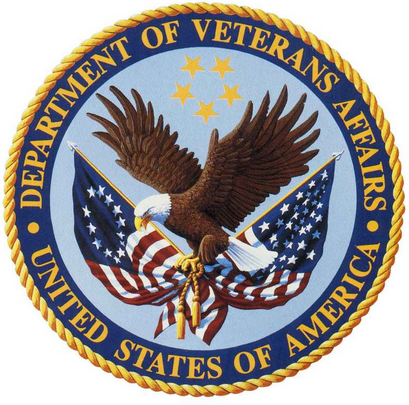 DEPARTMENT OF VETERANS AFFAIRS
UNITED STATES OF AMERICA